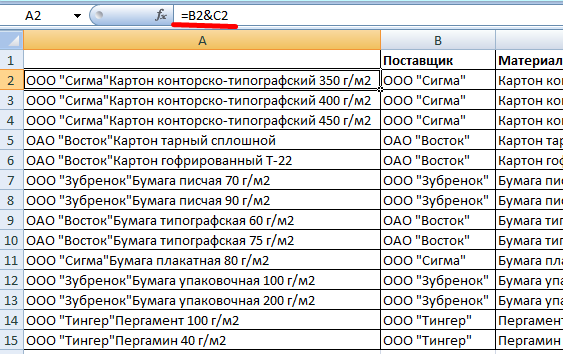 A2 fx =B2&C2
A B
1 Поставщик Материал
2 ООО "Сигма"Картон конторско-типографский 350 г/м2 ООО "Сигма" Картон кон
3 ООО "Сигма"Картон конторско-типографский 400 г/м2 ООО "Сигма" Картон кон
4 ООО "Сигма"Картон конторско-типографский 450 г/м2 ООО "Сигма" Картон кон
5 ОАО "Восток"Картон тарный сплошной ОАО "Восток" Картон тар
6 ОАО "Восток"Картон гофрированный Т-22 ОАО "Восток" Картон гоф
7 ООО "Зубренок"Бумага писчая 70 г/м2 ООО "Зубренок" Бумага пис
8 ООО "Зубренок"Бумага писчая 90 г/м2 ООО "Зубренок" Бумага пис
9 ОАО "Восток"Бумага типографская 60 г/м2 ОАО "Восток" Бумага тип
10 ОАО "Восток"Бумага типографская 75 г/м2 ОАО "Восток" Бумага тип
11 ООО "Сигма"Бумага плакатная 80 г/м2 ООО "Сигма" Бумага пла
12 ООО "Зубренок"Бумага упаковочная 100 г/м2 ООО "Зубренок" Бумага упа
13 ООО "Зубренок"Бумага упаковочная 200 г/м2 ООО "Зубренок" Бумага упа
14 ООО "Тингер"Пергамент 100 г/м2 ООО "Тингер" Пергамент
15 ООО "Тингер"Пергамин 40 г/м2 ООО "Тингер" Пергамин